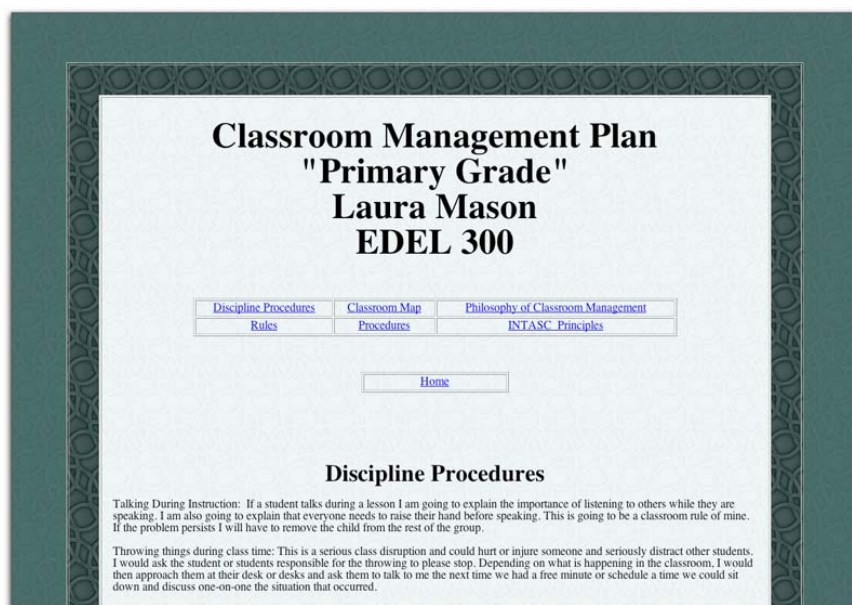 Classroom Management Plan
"Primary Grade"
Laura Mason
EDEL 300
Discipline Procedures Classroom Map Philosophy of Classroom Management
Rules Procedures INTASC Principles
Home
Discipline Procedures
Talking During Instruction: If a student talks during a lesson I am going to explain the importance of listening to others while they are
speaking. I am also going to explain that everyone needs to raise their hand before speaking. This is going to be a classroom rule of mine.
If the problem persists I will have to remove the child from the rest of the group.
Throwing things during class time: This is a serious class disruption and could hurt or injure someone and seriously distract other students.
I would ask the student or students responsible for the throwing to please stop. Depending on what is happening in the classroom, I would
then approach them at their desk or desks and ask them to talk to me the next time we had a free minute or schedule a time we could sit
down and discuss one-on-one the situation that occurred.